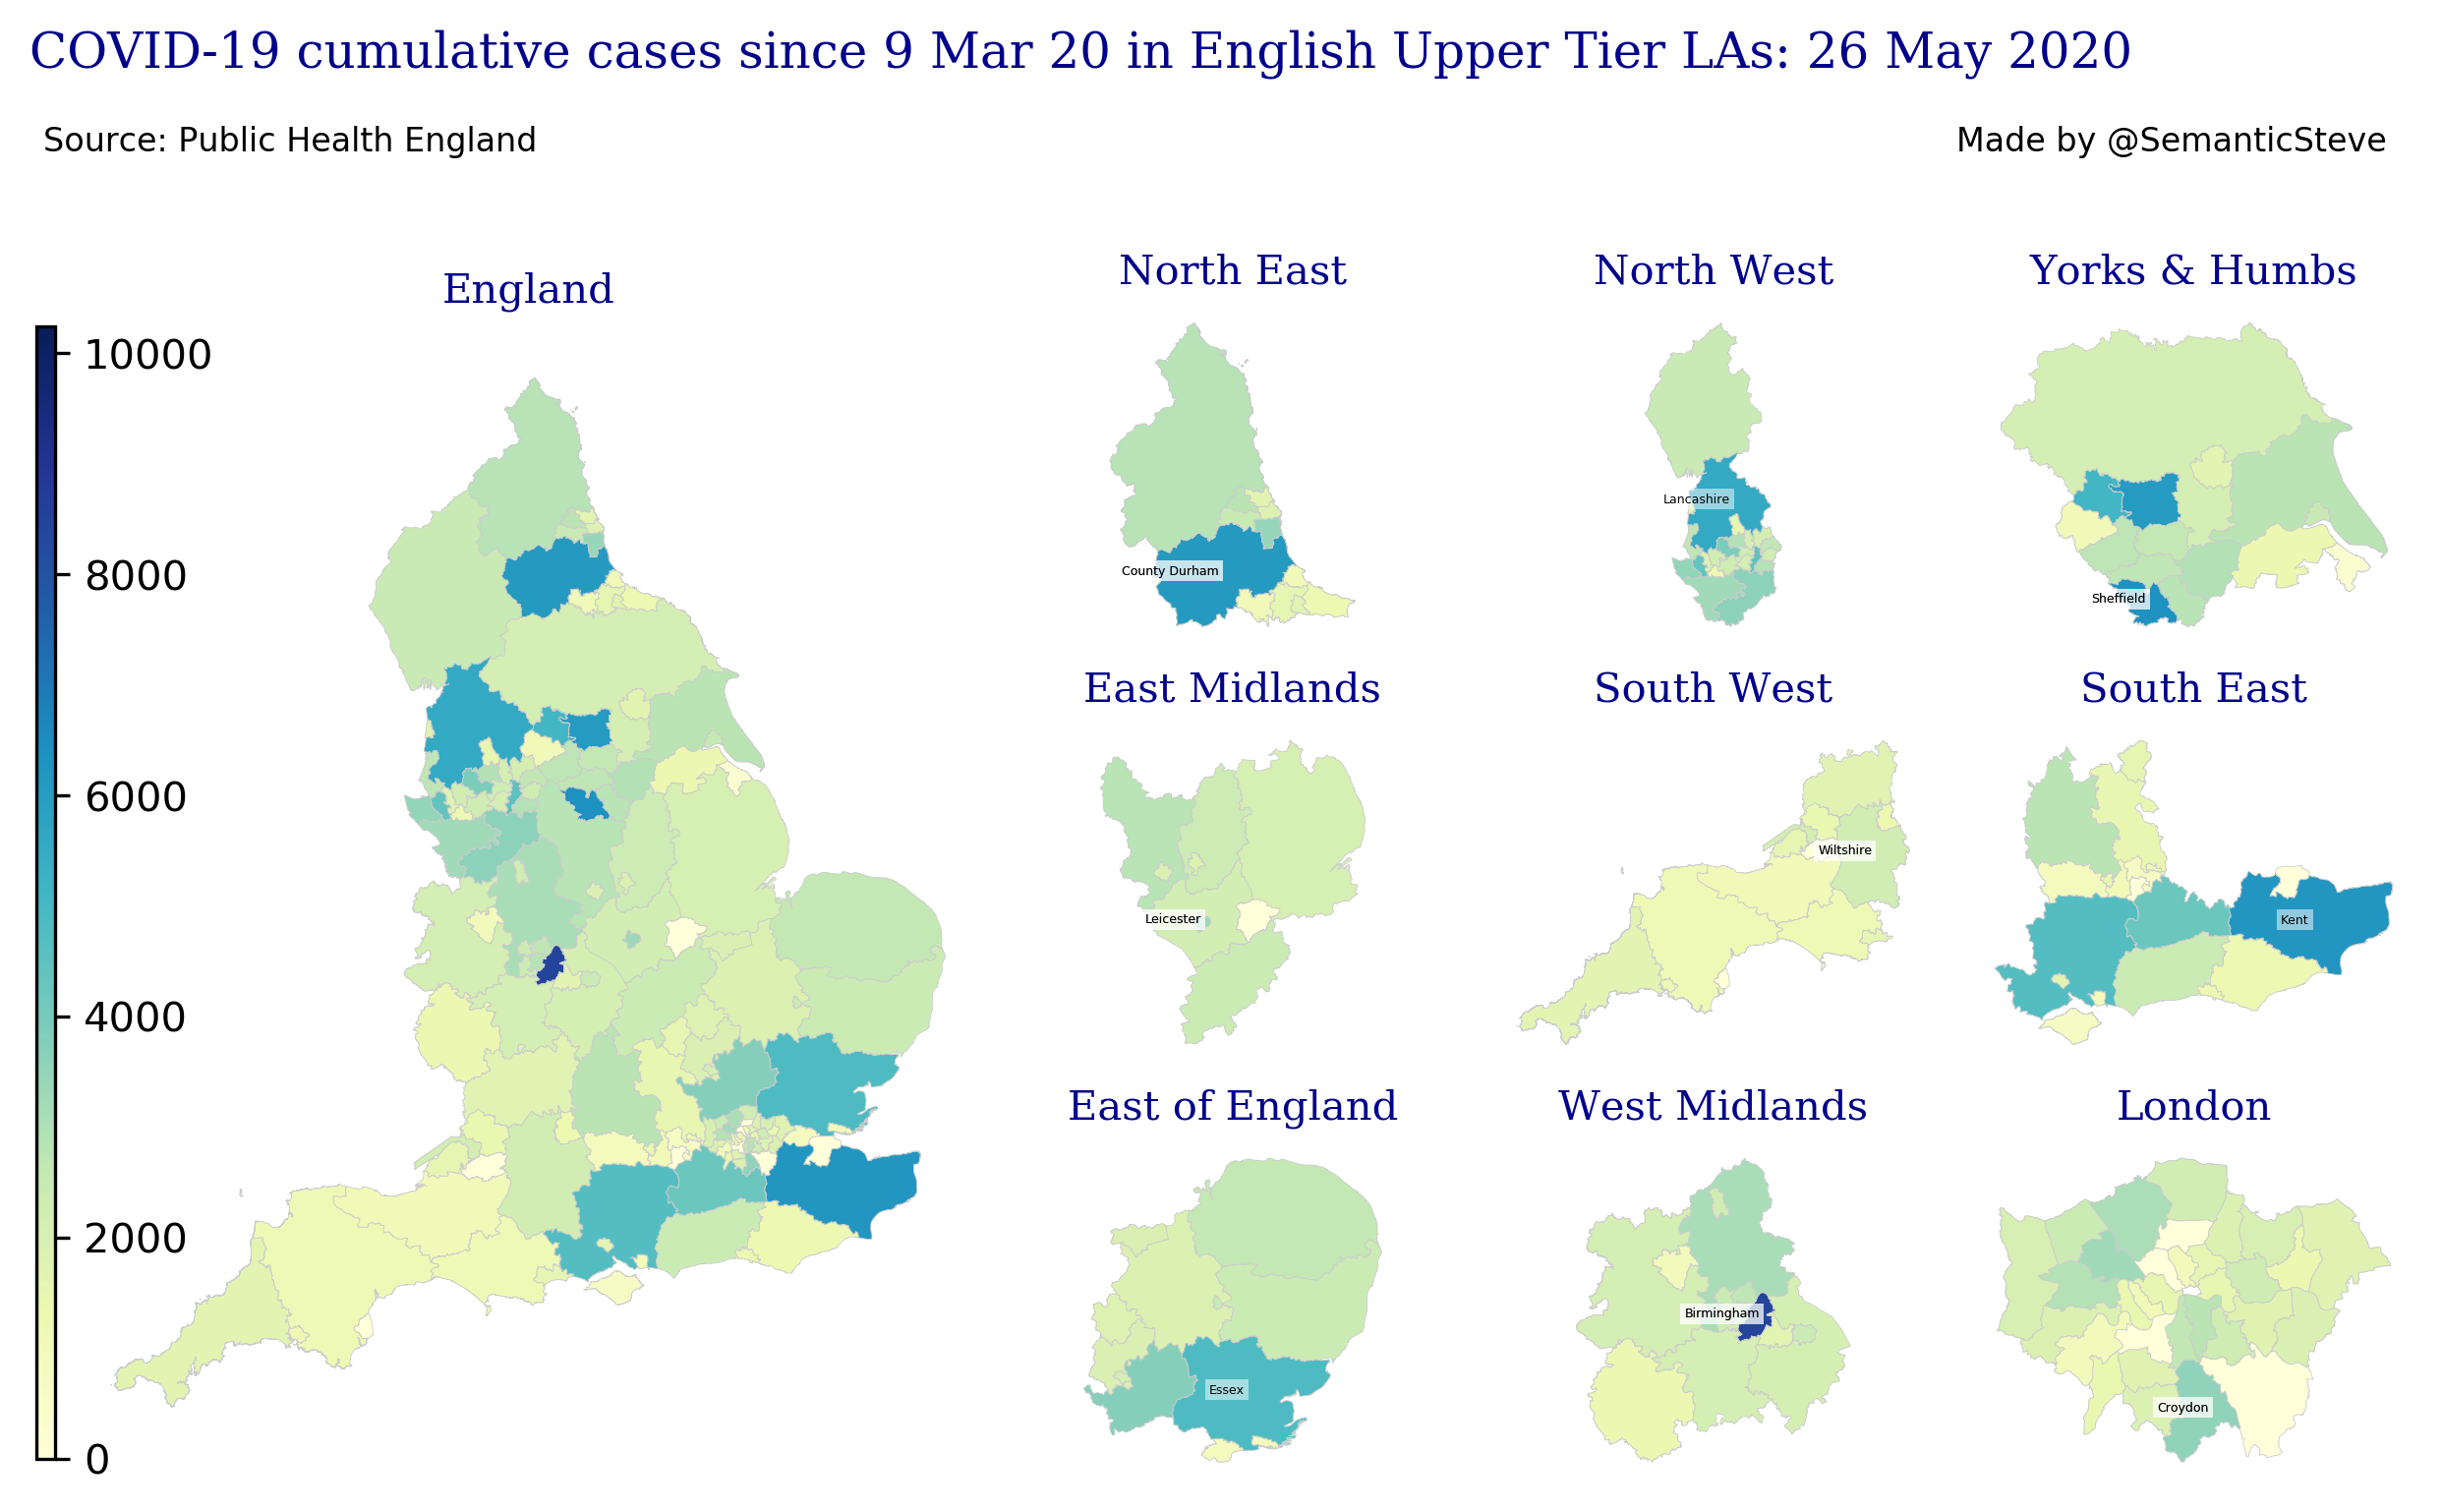 COVID-19 cumulative cases since 9 Mar 20 in English Upper Tier LAs: 26 May 2020
Source: Public Health England
Made by @SemanticSteve
England
10000
8000
6000
4000
2000
0
North East
County Durham
North West
Lancashire
Yorks & Humbs
Sheffield
East Midlands
Leicester
South West
Wiltshire
South East
Kent
East of England
Essex
West Midlands
Birmingham
London
Croydon